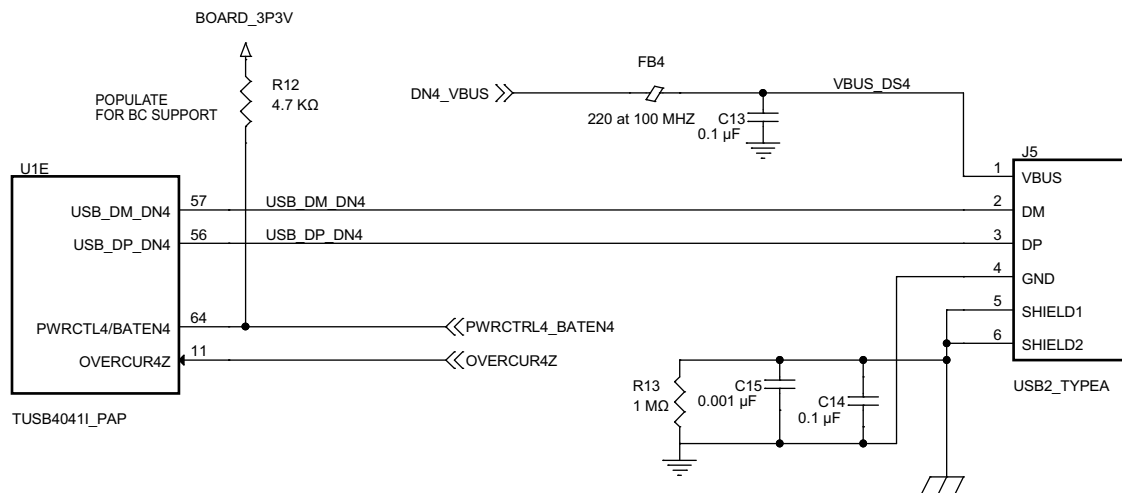 BOARD_3P3V
R12
4.7 KΩ
POPULATE
FOR BC SUPPORT
FB4
DN4_VBUS
220 at 100 MHZ
VBUS_DS4
C13
0.1 µF
U1E
USB_DM_DN4
57
USB_DM_DN4
USB_DP_DN4
56
USB_DP_DN4
PWRCTL4/BATEN4
64
PWRCTRL4_BATEN4
OVERCUR4Z
11
OVERCUR4Z
TUSB4041I_PAP
J5
1
VBUS
2
DM
3
DP
4
GND
5
SHIELD1
6
SHIELD2
USB2_TYPEA
R13
1 MΩ
C15
0.001 µF
C14
0.1 µF